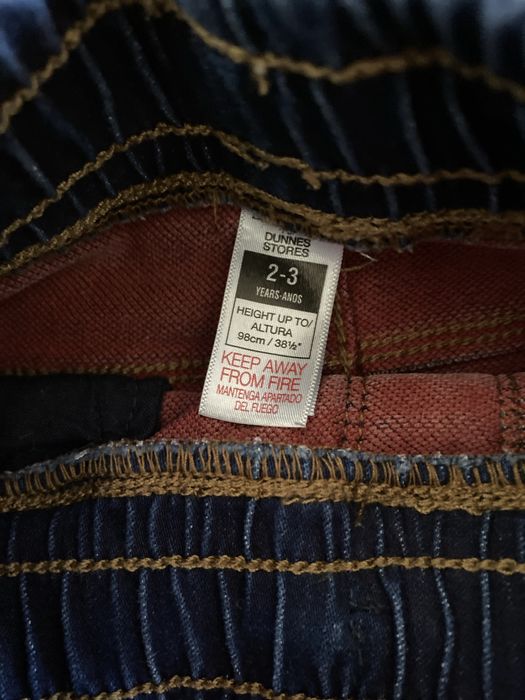 DUNNES
STORES
2-3
YEARS-ANOS
HEIGHT UP TO/
ALTURA
98cm / 38½"
KEEP AWAY
FROM FIRE
MANTENGA APARTADO
DEL FUEGO